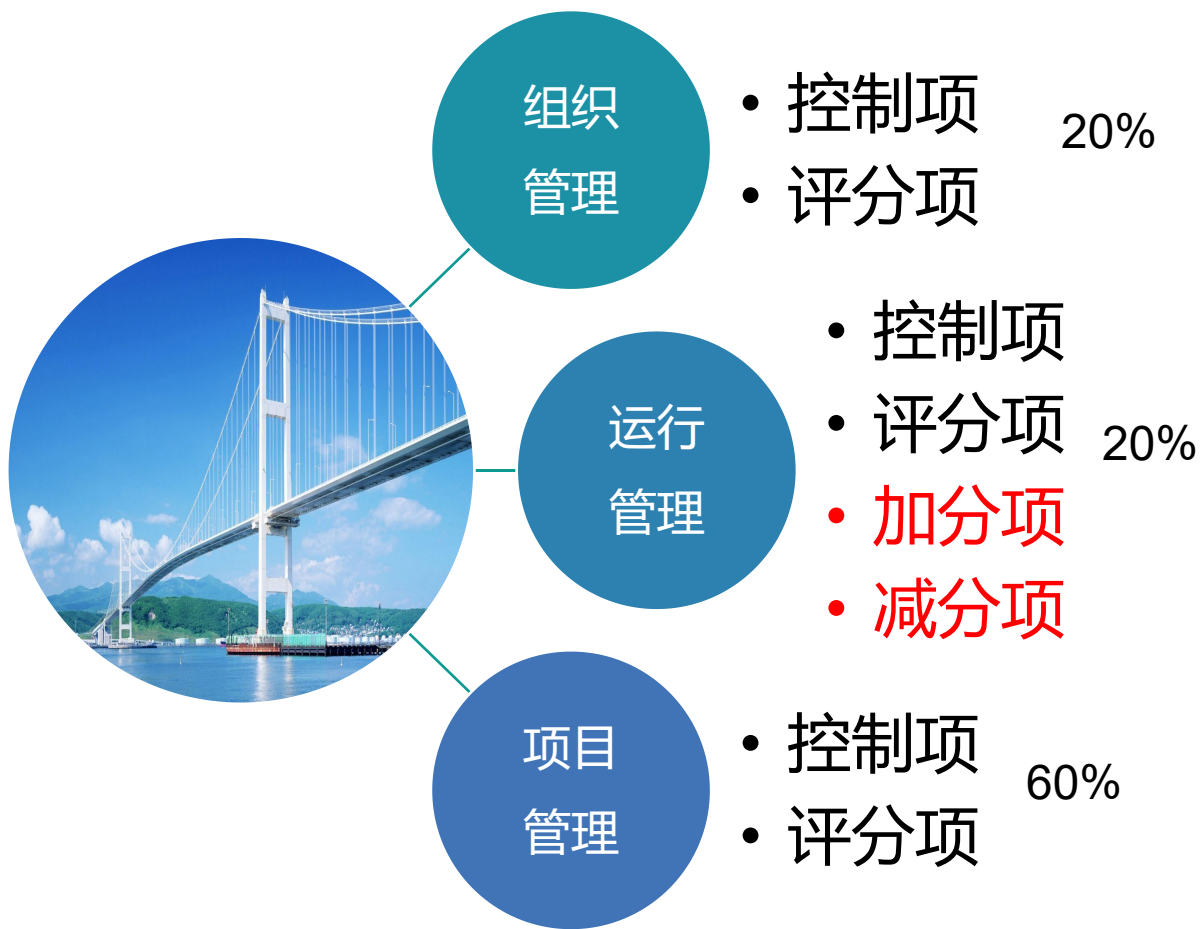 组织
管理
• 控制项
• 评分项
20%
运行
管理
• 控制项
• 评分项
• 加分项
• 减分项
20%
项目
管理
• 控制项
• 评分项
60%